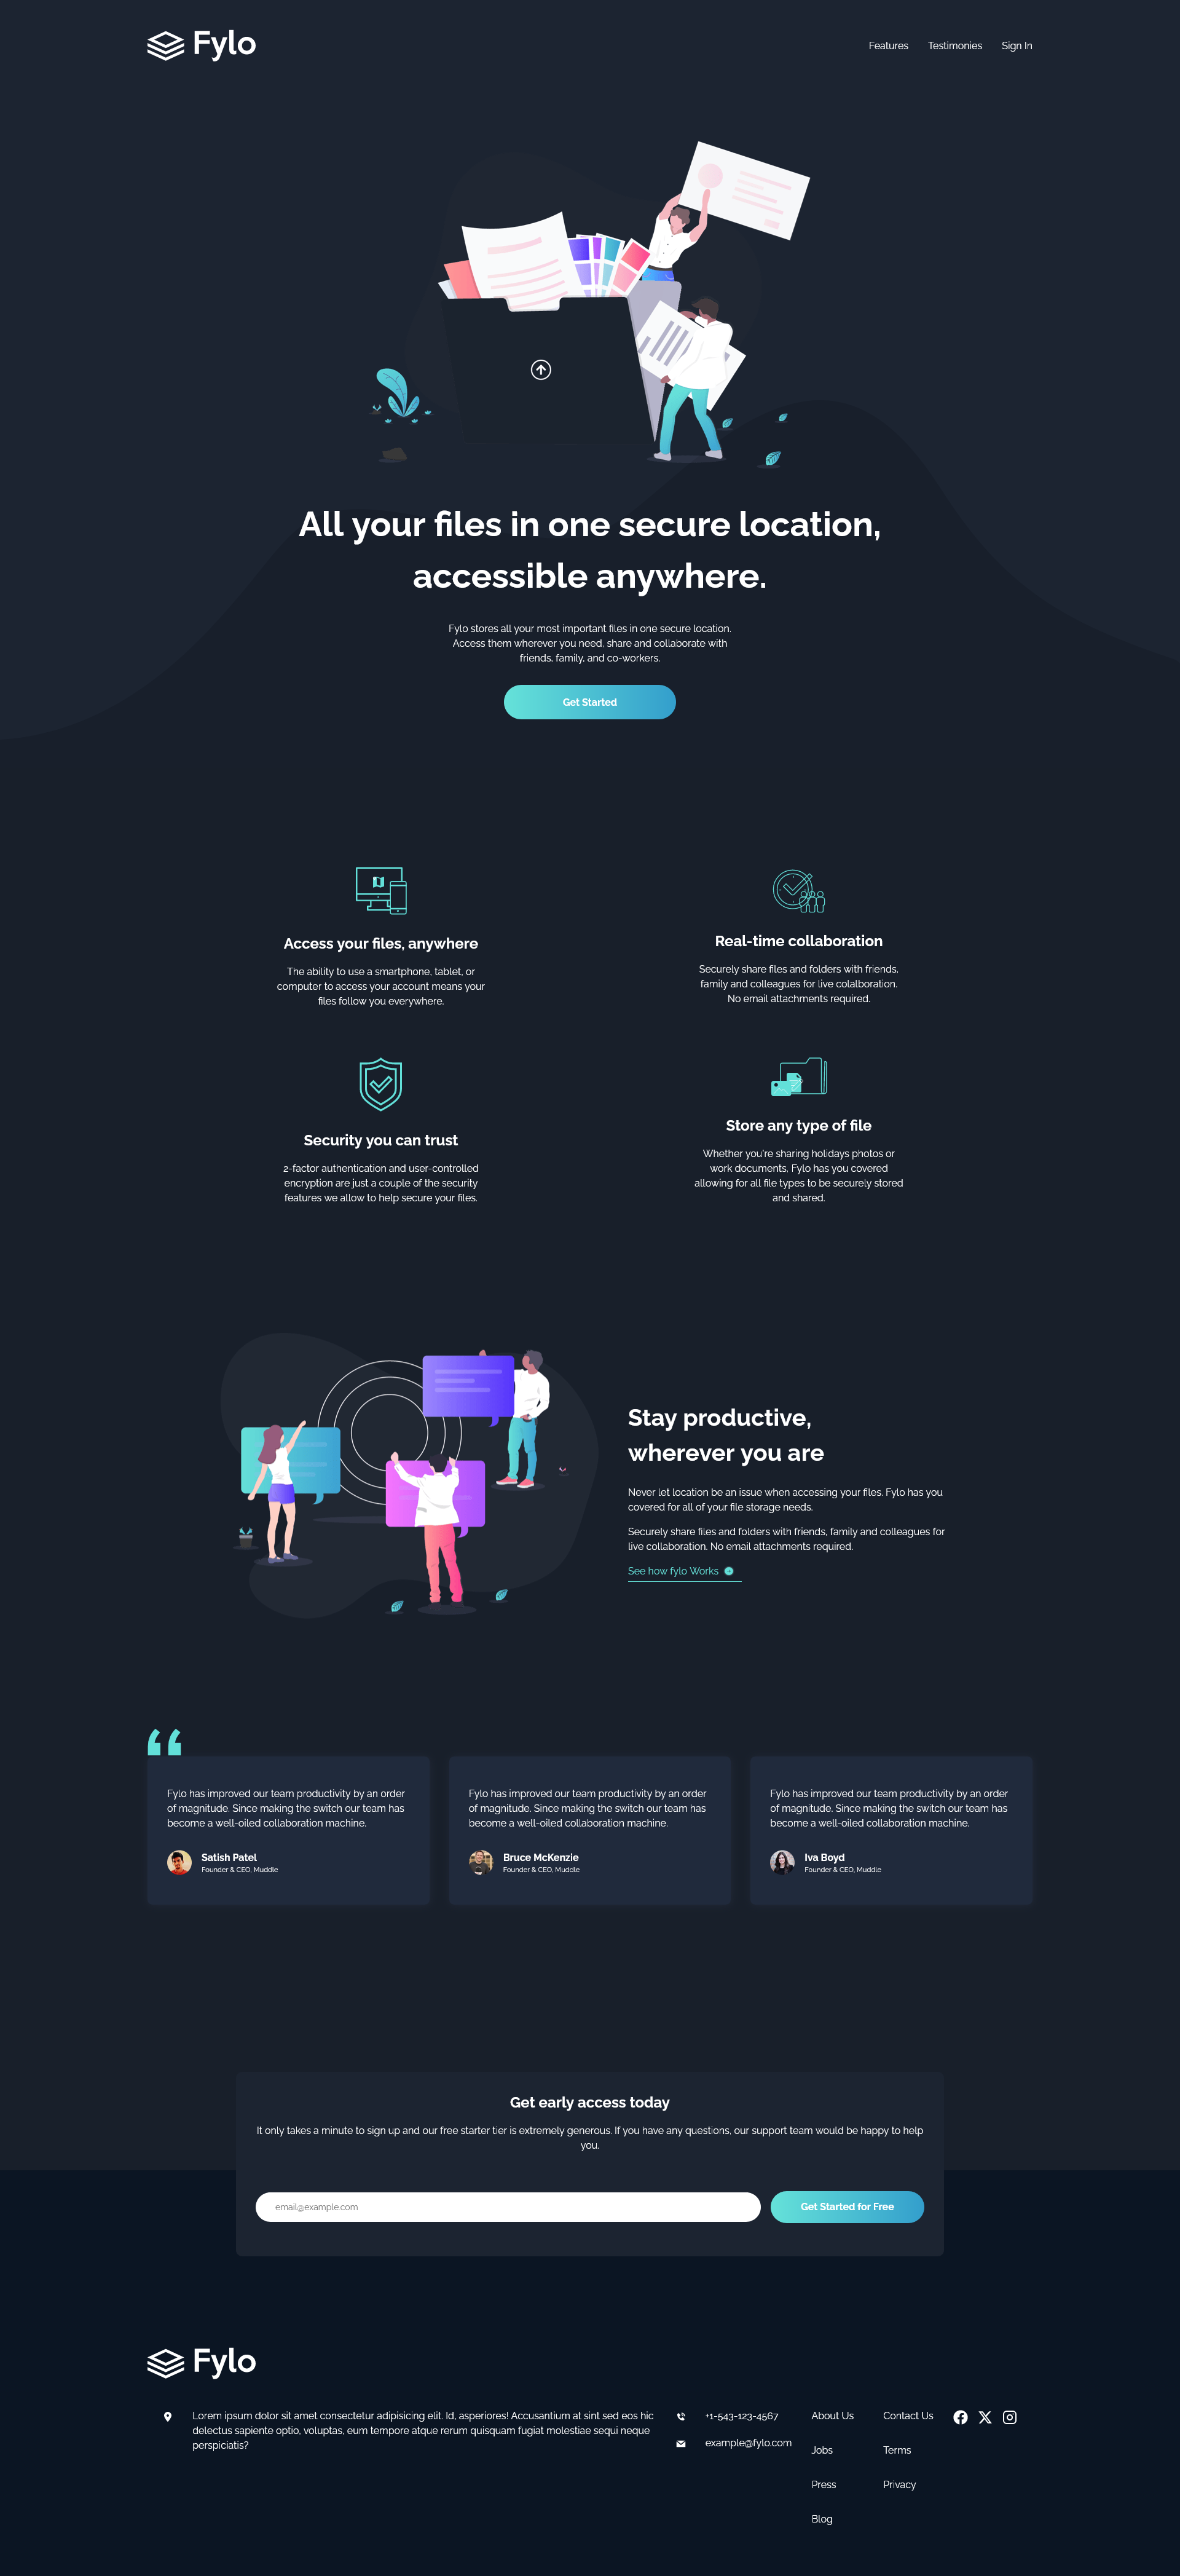 Fylo
Features
Testimonies
Sign In
All your files in one secure location,
accessible anywhere.
Fylo stores all your most important files in one secure location.
Access them wherever you need, share and collaborate with
friends, family, and co-workers.
Get Started
Access your files, anywhere
The ability to use a smartphone, tablet, or
computer to access your account means your
files follow you everywhere.
Real-time collaboration
Securely share files and folders with friends,
family and colleagues for live colalboration.
No email attachments required.
Security you can trust
2-factor authentication and user-controlled
encryption are just a couple of the security
features we allow to help secure your files.
Store any type of file
Whether you're sharing holidays photos or
work documents, Fylo has you covered
allowing for all file types to be securely stored
and shared.
Stay productive,
wherever you are
Never let location be an issue when accessing your files. Fylo has you
covered for all of your file storage needs.
Securely share files and folders with friends, family and colleagues for
live collaboration. No email attachments required.
See how fylo Works
Fylo has improved our team productivity by an order
of magnitude. Since making the switch our team has
become a well-oiled collaboration machine.
Satish Patel
Founder & CEO, Muddle
Fylo has improved our team productivity by an order
of magnitude. Since making the switch our team has
become a well-oiled collaboration machine.
Bruce McKenzie
Founder & CEO, Muddle
Fylo has improved our team productivity by an order
of magnitude. Since making the switch our team has
become a well-oiled collaboration machine.
Iva Boyd
Founder & CEO, Muddle
Get early access today
It only takes a minute to sign up and our free starter tier is extremely generous. If you have any questions, our support team would be happy to help
you.
email@example.com
Get Started for Free
Fylo
Lorem ipsum dolor sit amet consectetur adipisicing elit. Id, asperiores! Accusantium at sint sed eos hic
delectus sapiente optio, voluptas, eum tempore atque rerum quisquam fugiat molestiae sequi neque
perspiciatis?
+1-543-123-4567
example@fylo.com
About Us
Jobs
Press
Blog
Contact Us
Terms
Privacy